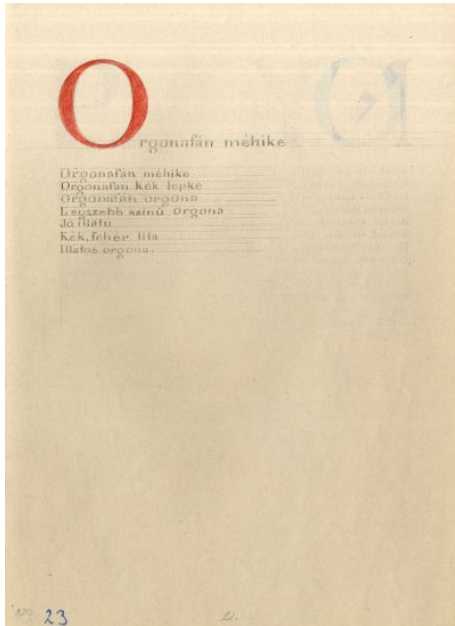 Orgonafán méhike
Orgonafán méhike
Orgonafán kék lepke
Orgonafán orgona
Legszebb színű orgona
Jó illatú
Kék, fehér lila
Illatos orgona.
23
21.